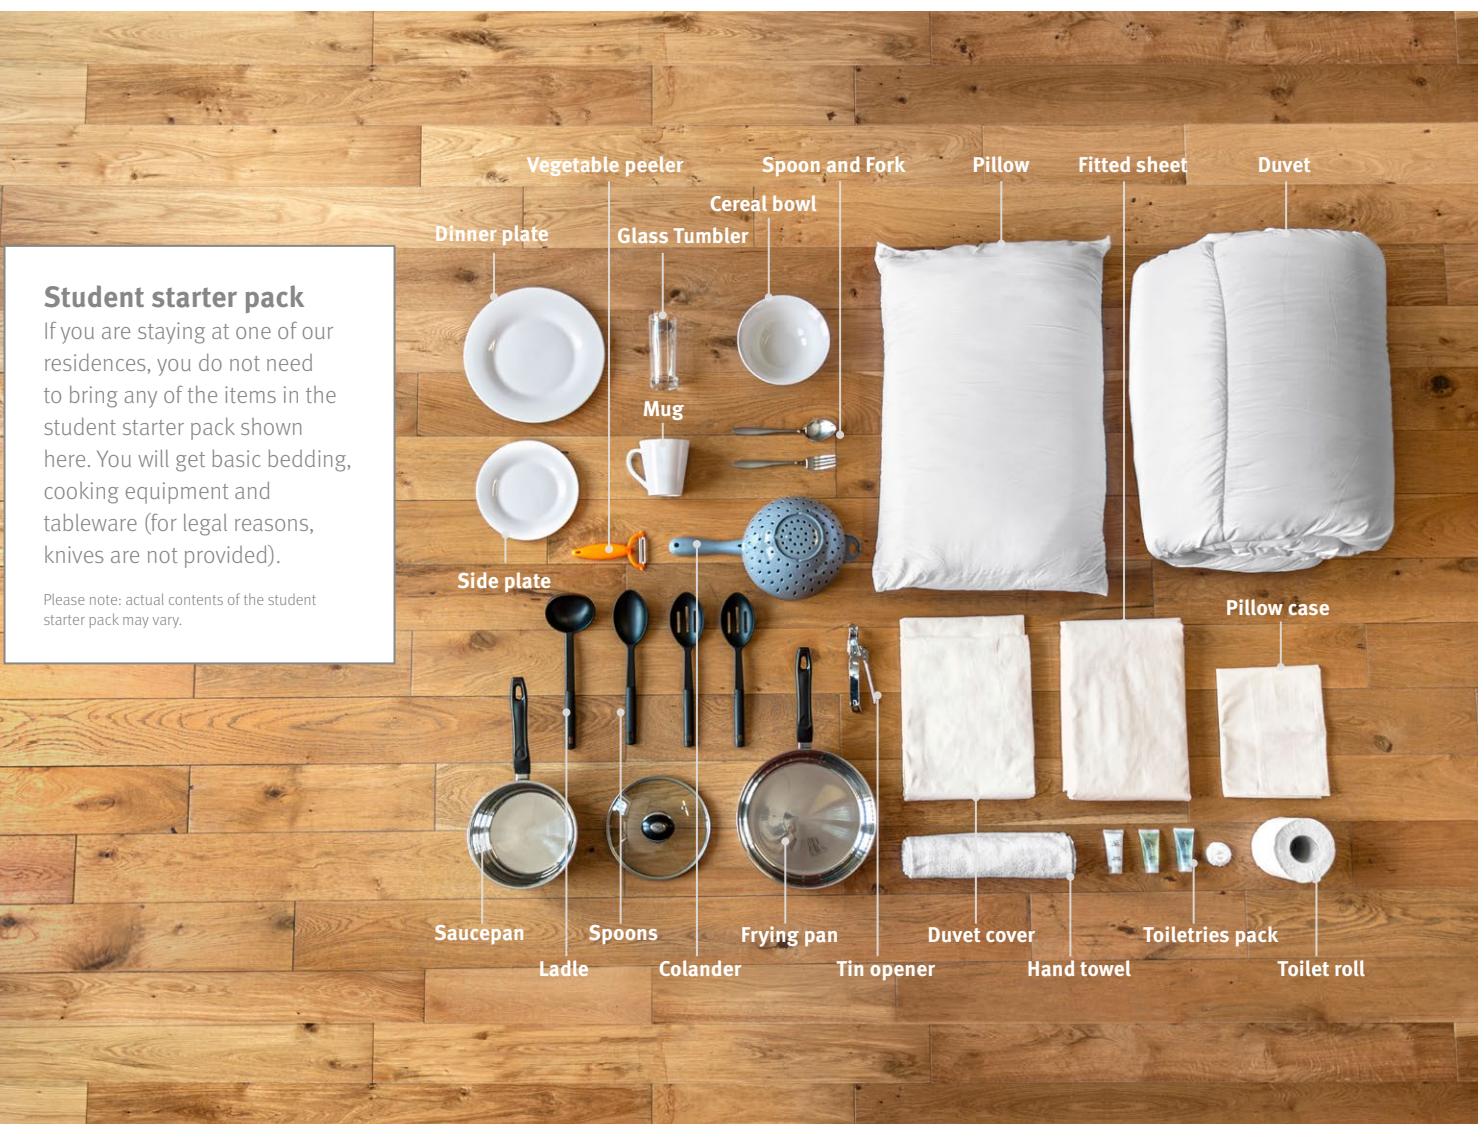 Vegetable peeler
Spoon and Fork
Pillow
Fitted sheet
Duvet
Cereal bowl
Dinner plate
Glass Tumbler
Student starter pack
If you are staying at one of our
residences, you do not need
to bring any of the items in the
student starter pack shown
here. You will get basic bedding,
cooking equipment and
tableware (for legal reasons,
knives are not provided).
Please note: actual contents of the student
starter pack may vary.
Mug
Side plate
Pillow case
Saucepan
Spoons
Frying pan
Duvet cover
Toiletries pack
Ladle
Colander
Tin opener
Hand towel
Toilet roll